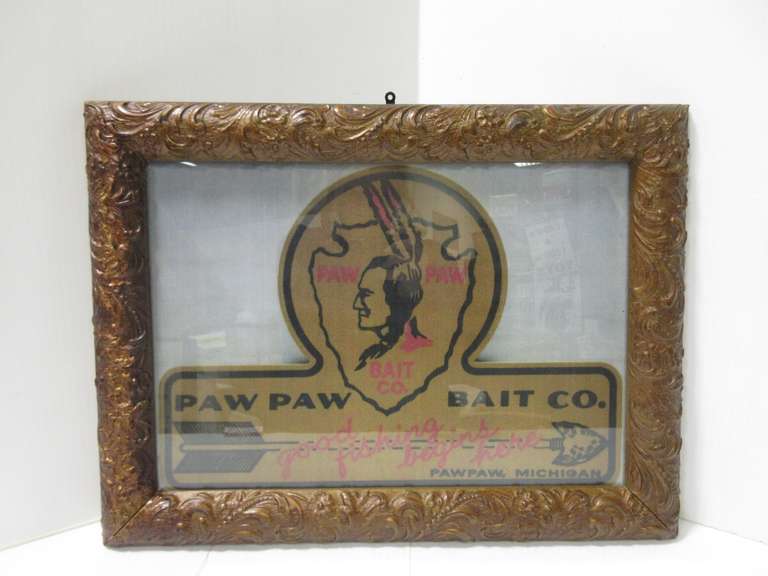 PAW PAW
BAIT
CO.
PAW PAW BAIT CO.
good fishing begins here
PAWPAW, MICHIGAN